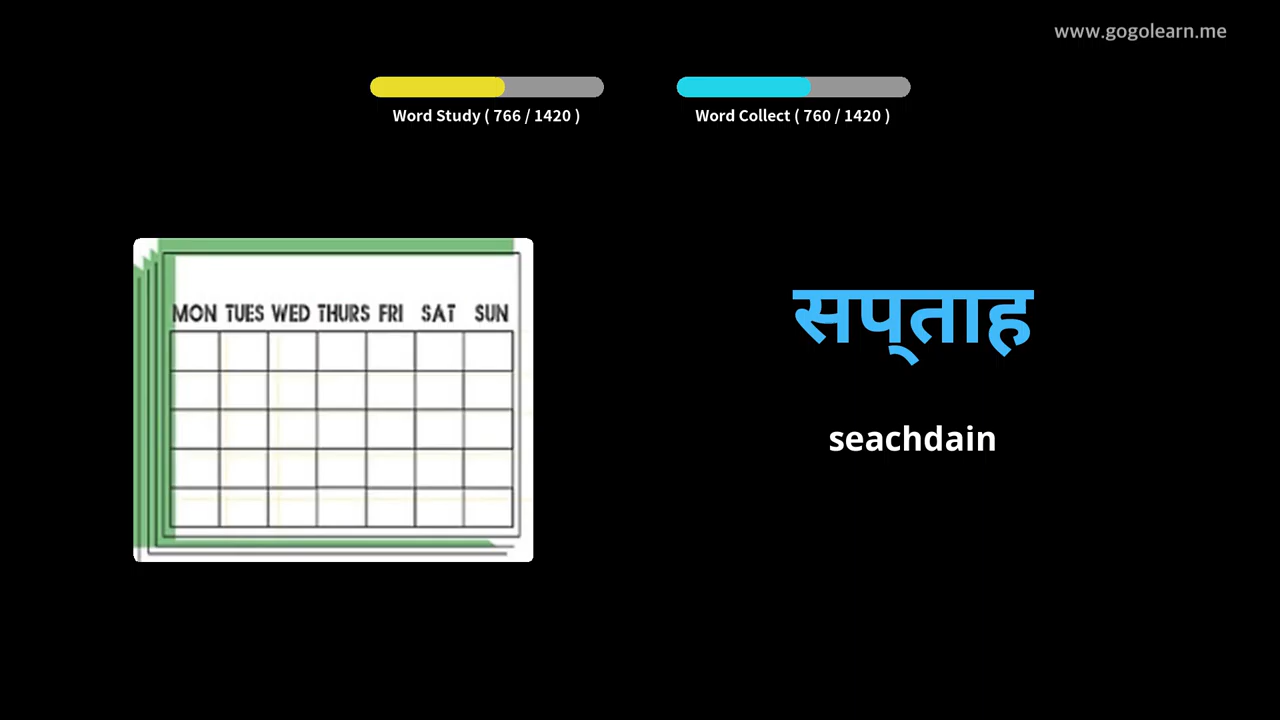 www.gogolearn.me
Word Study ( 766 / 1420 )
Word Collect ( 760 / 1420 )
MON TUES WED THURS FRI SAT SUN
सप्ताह
seachdain